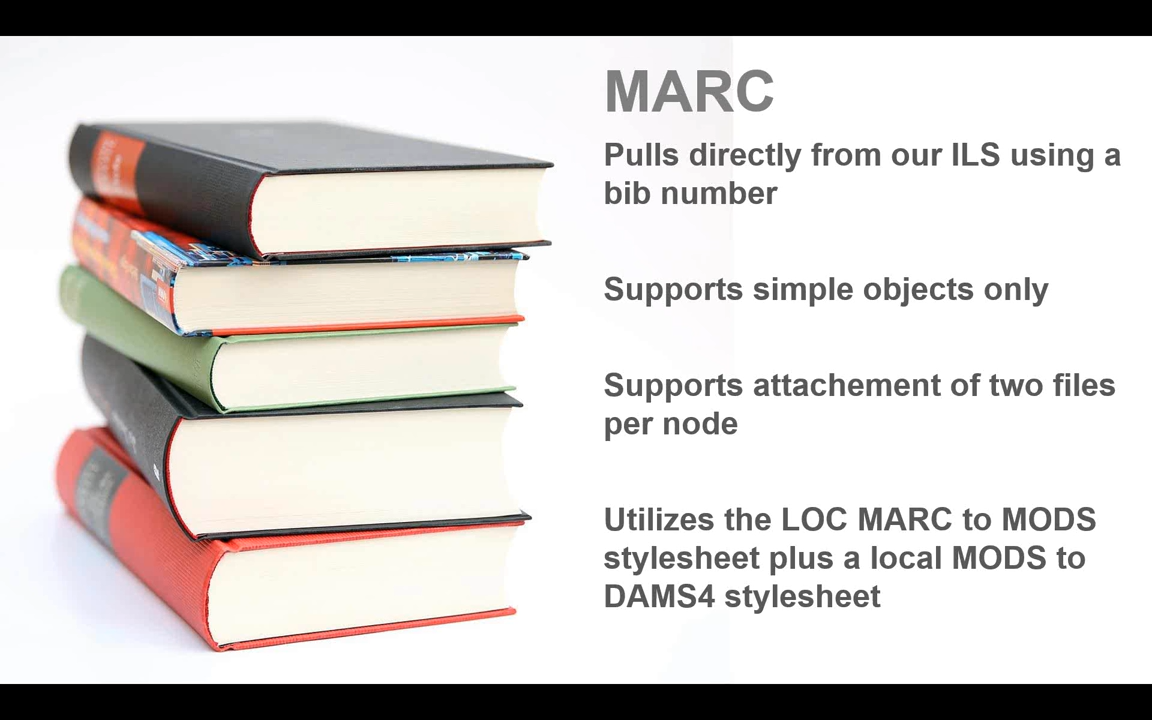 MARC
Pulls directly from our ILS using a
bib number
Supports simple objects only
Supports attachement of two files
per node
Utilizes the LOC MARC to MODS
stylesheet plus a local MODS to
DAMS4 stylesheet